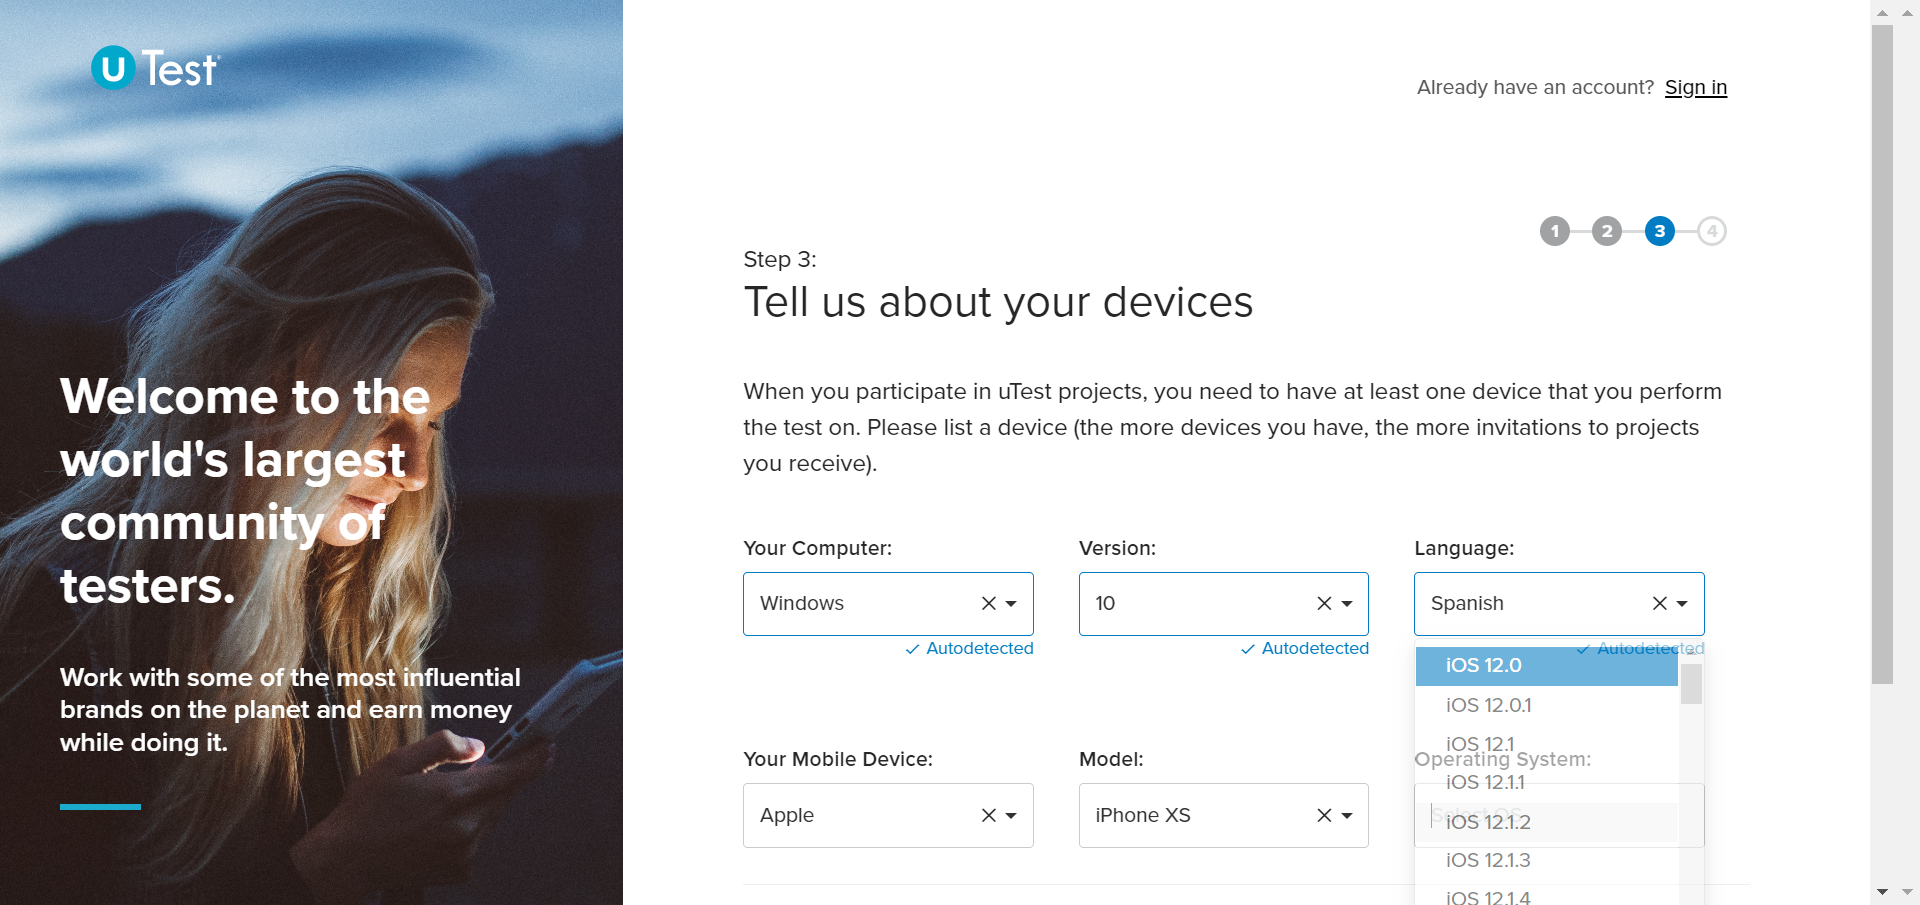 uTest
Already have an account? Sign in
1 2 3 4
Step 3:
Tell us about your devices
Welcome to the
world's largest
community of
testers.
Work with some of the most influential
brands on the planet and earn money
while doing it.
When you participate in uTest projects, you need to have at least one device that you perform
the test on. Please list a device (the more devices you have, the more invitations to projects
you receive).
Your Computer: Version: Language:
Windows 10 Spanish
Autodetected Autodetected Autodetected
iOS 12.0
iOS 12.0.1
iOS 12.1
Your Mobile Device: Model: Operating System:
iOS 12.1.1
Apple iPhone XS Select OS
iOS 12.1.2
iOS 12.1.3
iOS 12.1.4